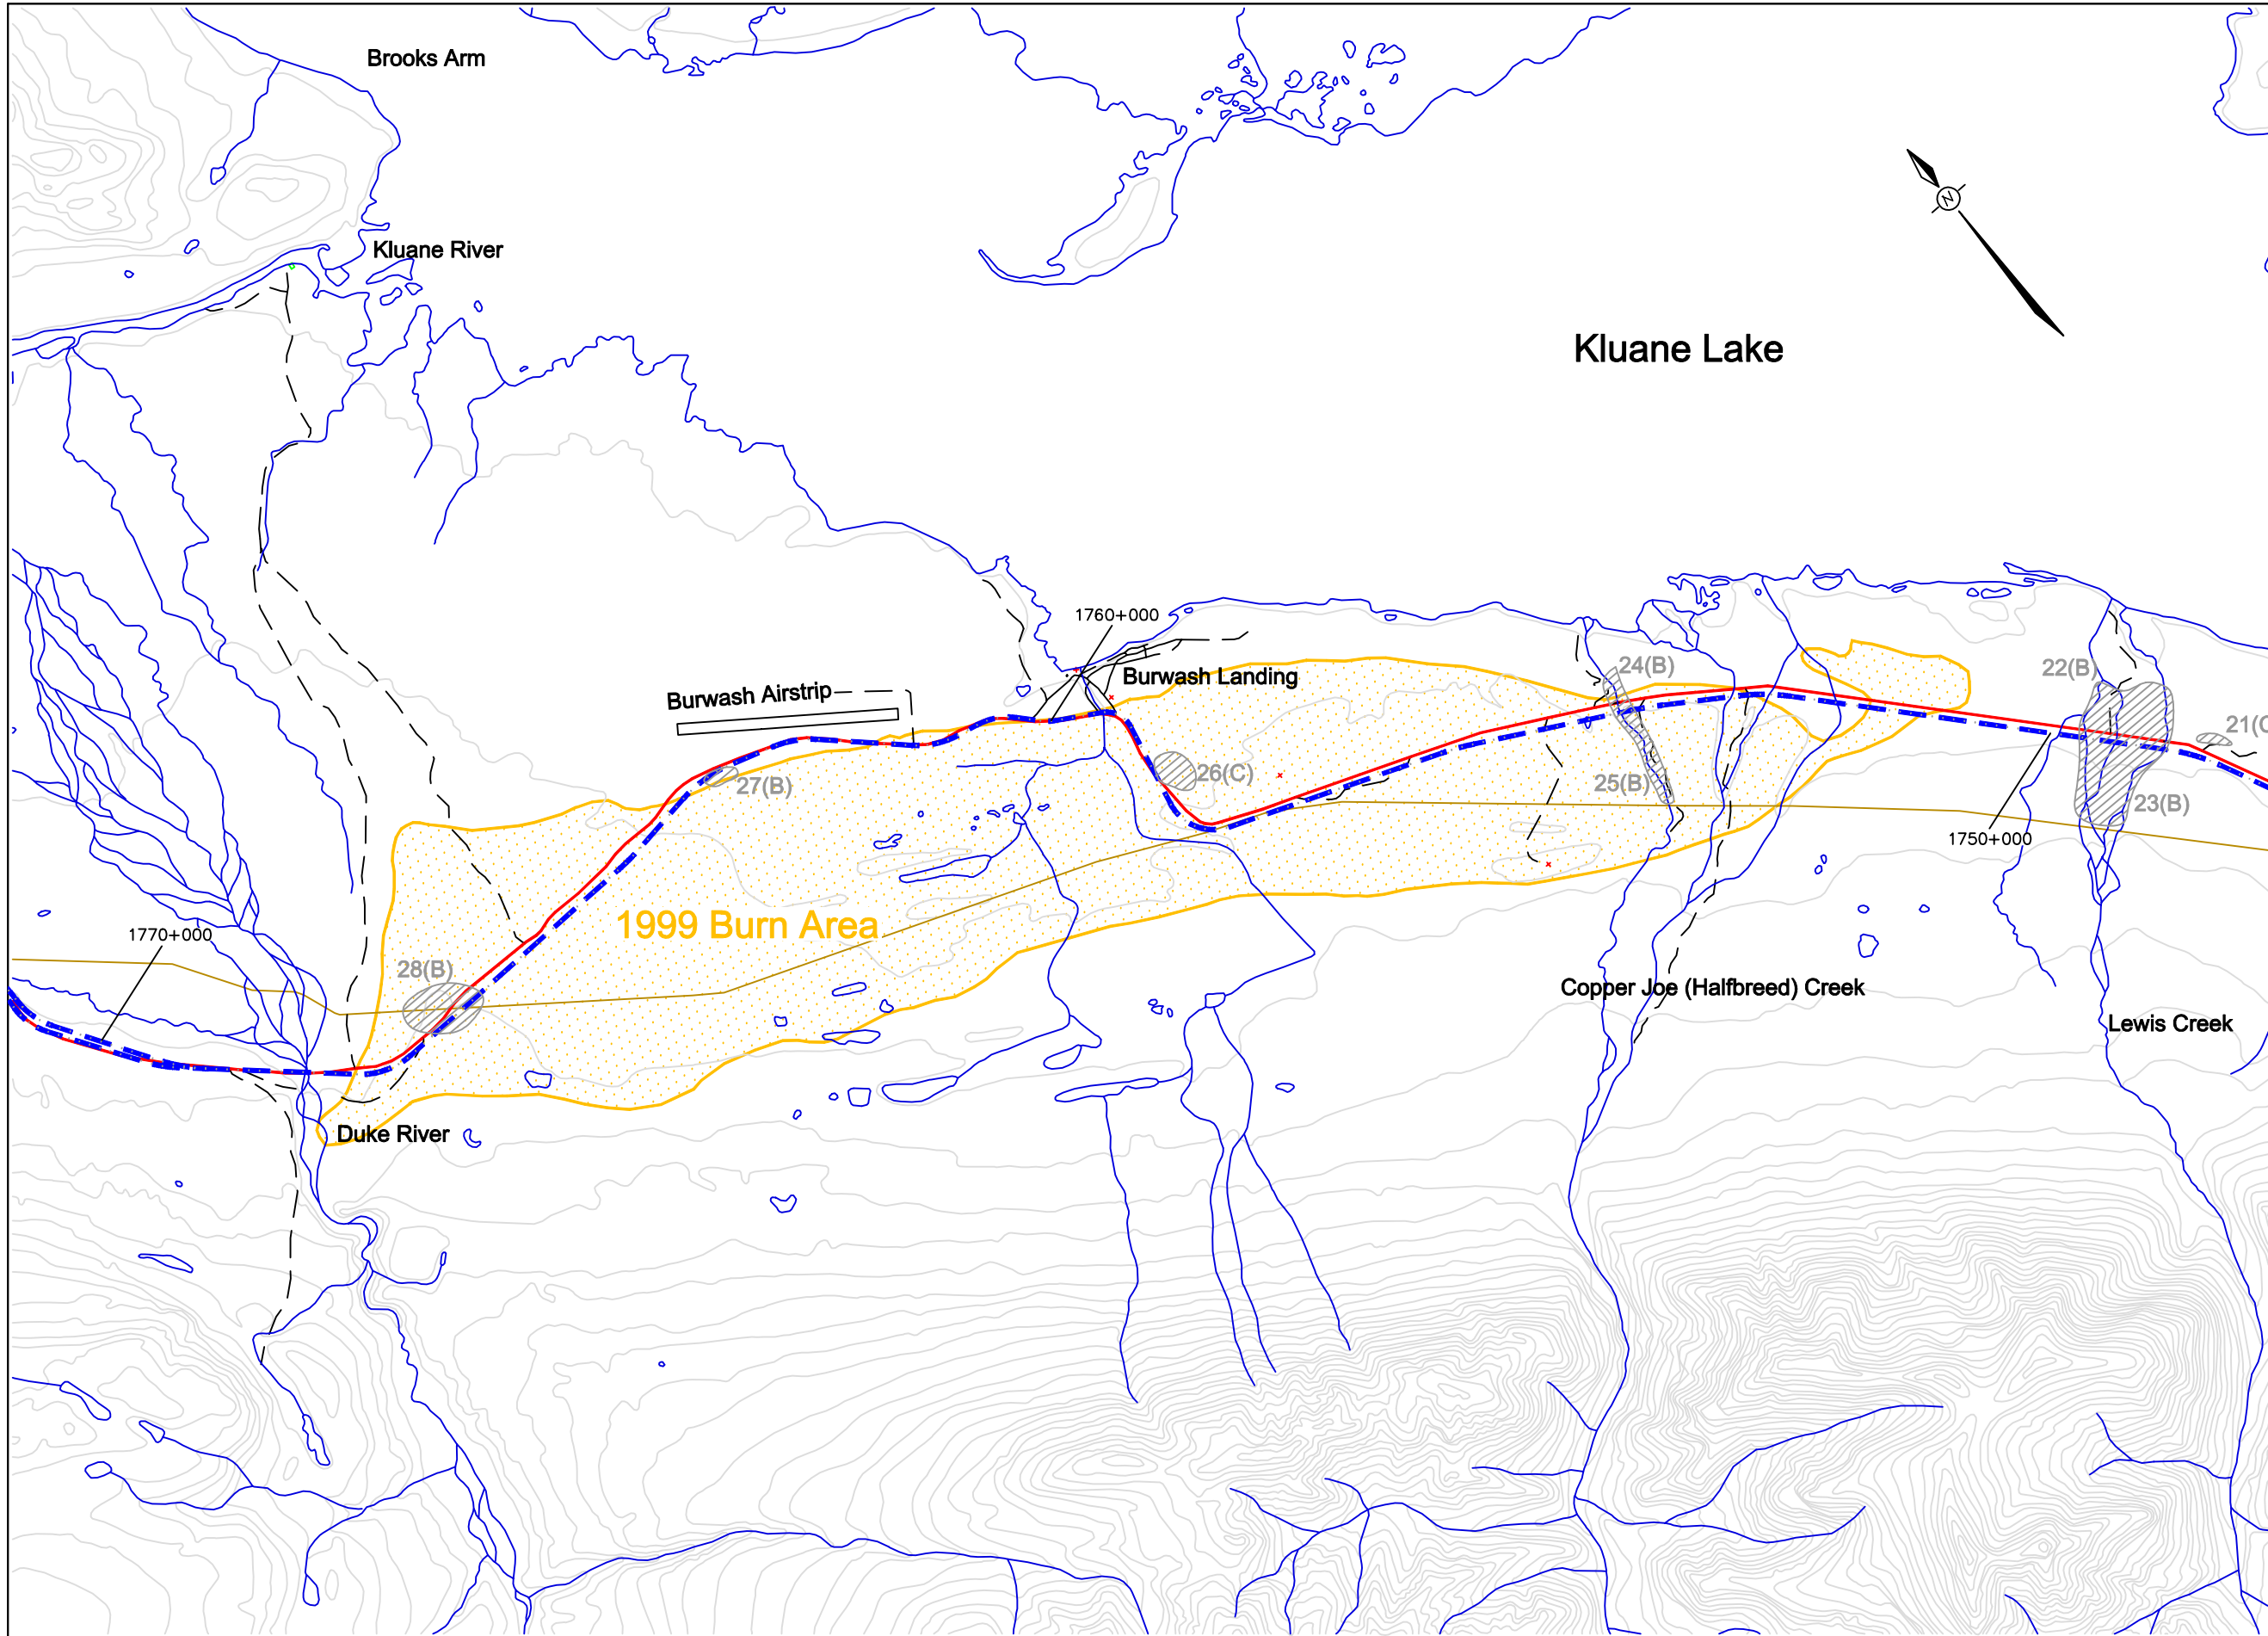 Brooks Arm
Kluane River
N
Kluane Lake
1760+000
Burwash Landing
Burwash Airstrip
24(B)
22(B)
21(C
27(B)
26(C)
25(B)
23(B)
1750+000
1999 Burn Area
1770+000
28(B)
Copper Joe (Halfbreed) Creek
Lewis Creek
Duke River